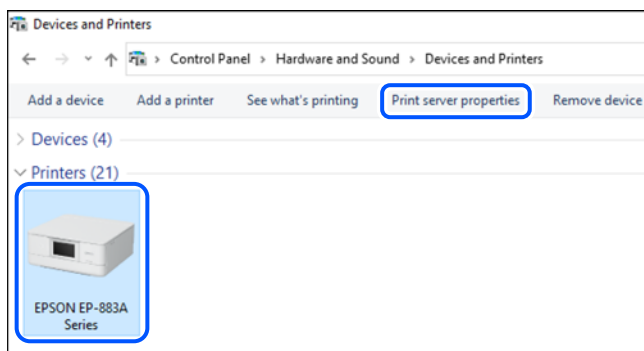 Devices and Printers
Control Panel > Hardware and Sound > Devices and Printers
Add a device Add a printer See what's printing Print server properties Remove device
Devices (4)
Printers (21)
EPSON EP-883A
Series